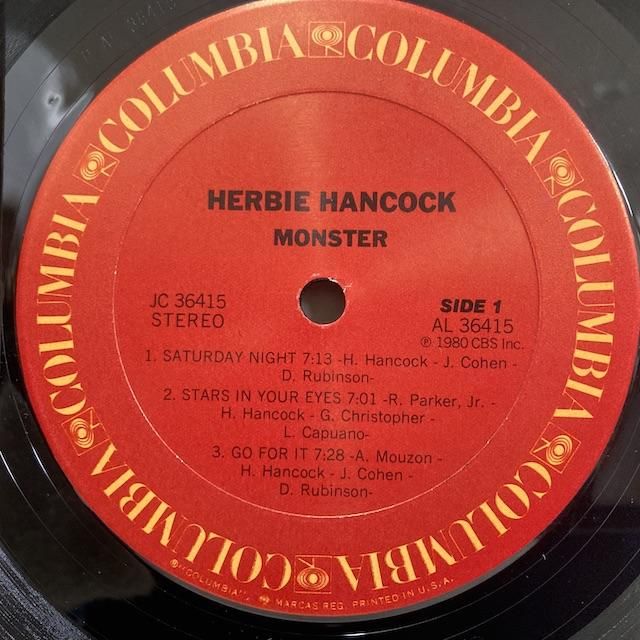 COLUMBIA COLUMBIA COLUMBIA COLUMBIA COLUMBIA COLUMBIA COLUMBIA COLUMBIA
HERBIE HANCOCK
MONSTER
JC 36415
STEREO
SIDE 1
AL 36415
℗ 1980 CBS Inc.
1. SATURDAY NIGHT 7:13 -H. Hancock - J. Cohen -
D. Rubinson-
2. STARS IN YOUR EYES 7:01 -R. Parker, Jr. -
H. Hancock - G. Christopher -
L. Capuano-
3. GO FOR IT 7:28 -A. Mouzon -
H. Hancock - J. Cohen -
D. Rubinson-
® "COLUMBIA", MARCAS REG. PRINTED IN U.S.A.